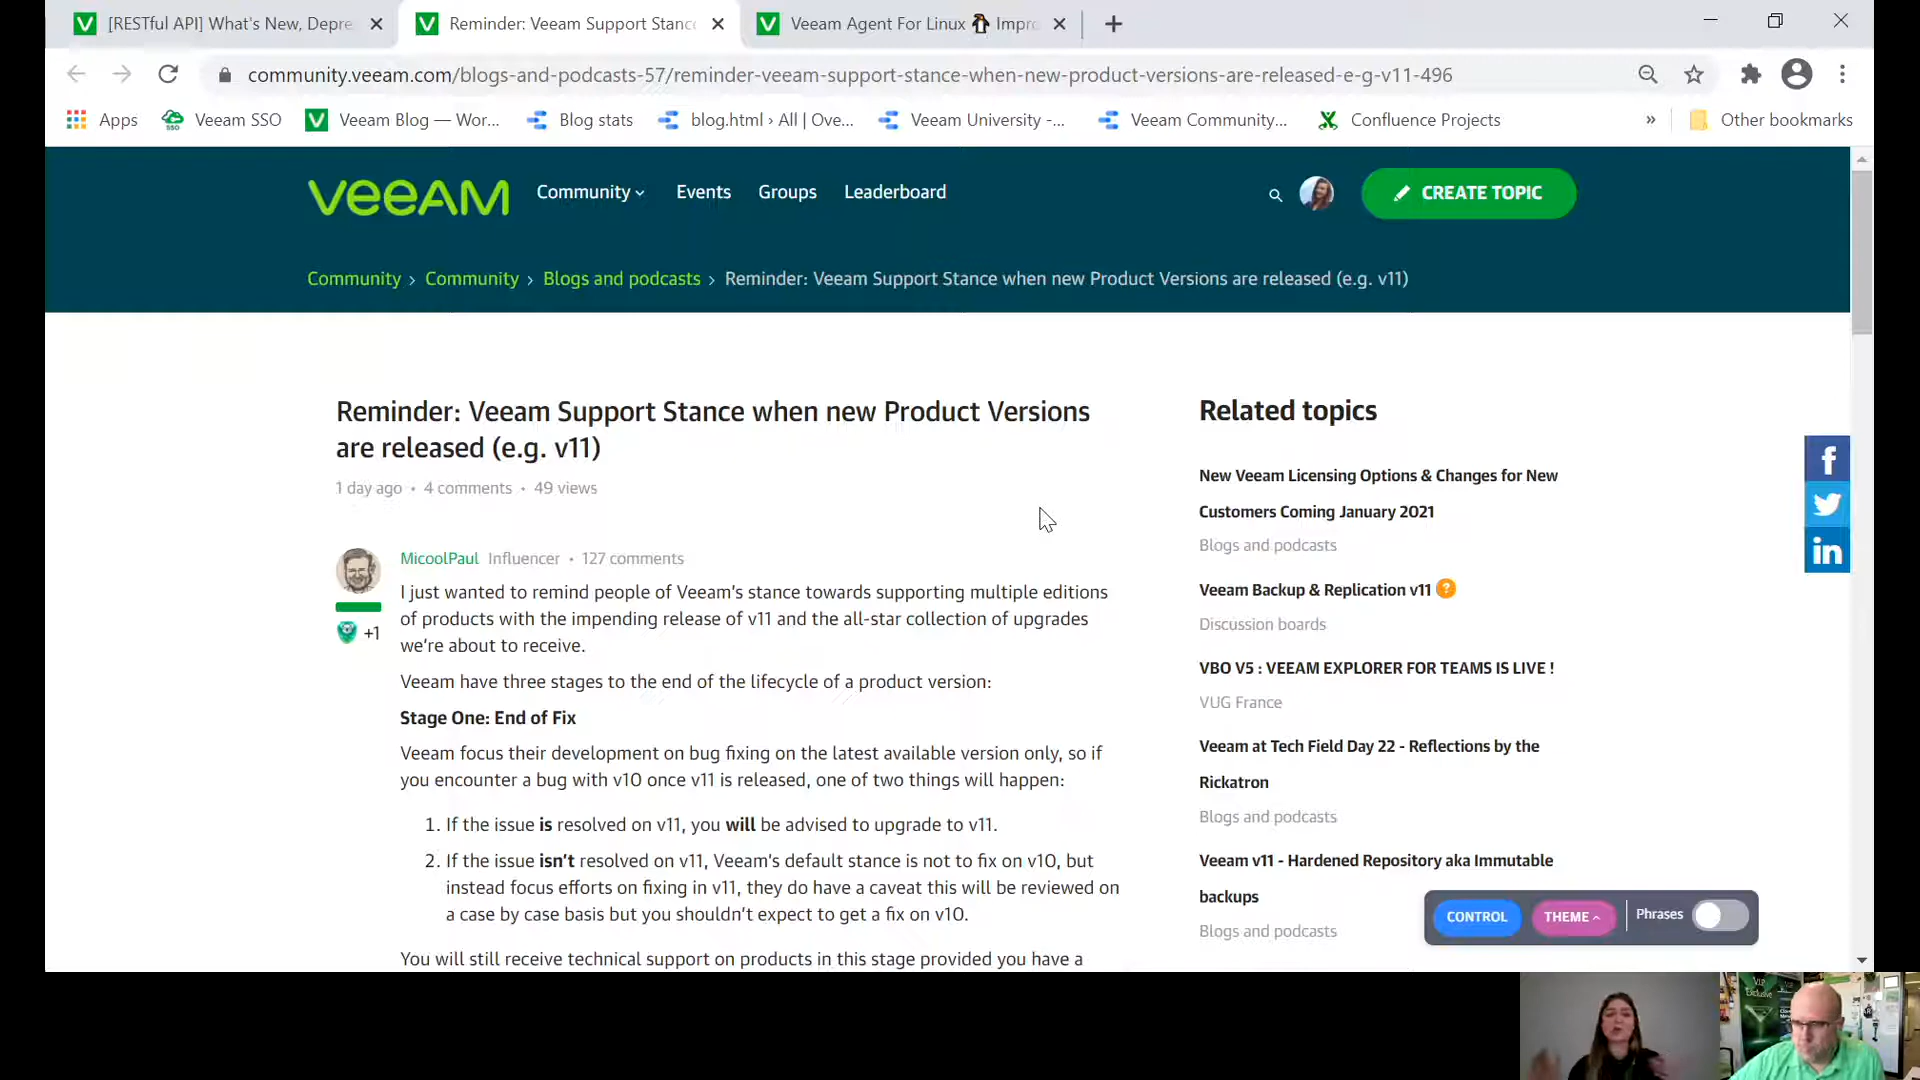 [RESTful API] What's New, Depre
Reminder: Veeam Support Stanc
Veeam Agent For Linux 🐧 Impro
community.veeam.com/blogs-and-podcasts-57/reminder-veeam-support-stance-when-new-product-versions-are-released-e-g-v11-496
Apps
Veeam SSO
Veeam Blog — Wor...
Blog stats
blog.html › All | Ove...
Veeam University -...
Veeam Community...
Confluence Projects
»
Other bookmarks
veeAM
Community
Events
Groups
Leaderboard
CREATE TOPIC
Community › Community › Blogs and podcasts › Reminder: Veeam Support Stance when new Product Versions are released (e.g. v11)
Reminder: Veeam Support Stance when new Product Versions
are released (e.g. v11)
1 day ago • 4 comments • 49 views
MicoolPaul Influencer • 127 comments
+1
I just wanted to remind people of Veeam's stance towards supporting multiple editions
of products with the impending release of v11 and the all-star collection of upgrades
we're about to receive.
Veeam have three stages to the end of the lifecycle of a product version:
Stage One: End of Fix
Veeam focus their development on bug fixing on the latest available version only, so if
you encounter a bug with v10 once v11 is released, one of two things will happen:
1. If the issue is resolved on v11, you will be advised to upgrade to v11.
2. If the issue isn't resolved on v11, Veeam's default stance is not to fix on v10, but
instead focus efforts on fixing in v11, they do have a caveat this will be reviewed on
a case by case basis but you shouldn't expect to get a fix on v10.
You will still receive technical support on products in this stage provided you have a
Related topics
New Veeam Licensing Options & Changes for New
Customers Coming January 2021
Blogs and podcasts
Veeam Backup & Replication v11 ?
Discussion boards
VBO V5 : VEEAM EXPLORER FOR TEAMS IS LIVE !
VUG France
Veeam at Tech Field Day 22 - Reflections by the
Rickatron
Blogs and podcasts
Veeam v11 - Hardened Repository aka Immutable
backups
Blogs and podcasts
f
in
CONTROL
THEME
Phrases
V.I.P
Exclusive